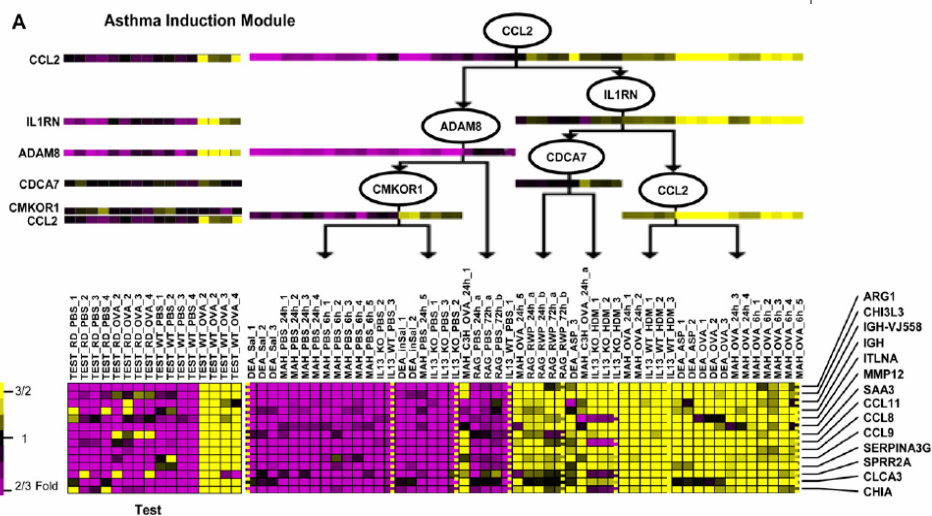 A
Asthma Induction Module
CCL2
CCL2
IL1RN
IL1RN
ADAM8
ADAM8
CDCA7
CDCA7
CMKOR1
CMKOR1
CCL2
CCL2
TEST_RD_PBS_1
TEST_RD_PBS_2
TEST_RD_PBS_3
TEST_RD_PBS_4
TEST_RD_OVA_2
TEST_RD_OVA_3
TEST_RD_OVA_4
TEST_WT_PBS_1
TEST_WT_PBS_2
TEST_WT_PBS_3
TEST_WT_PBS_4
TEST_WT_OVA_2
TEST_WT_OVA_3
TEST_WT_OVA_4
DEA_Sal_1
DEA_Sal_2
DEA_Sal_3
MAH_PBS_24h_1
MAH_PBS_24h_2
MAH_PBS_24h_3
MAH_PBS_24h_4
MAH_PBS_6h_1
MAH_PBS_6h_2
MAH_PBS_6h_3
MAH_PBS_6h_4
MAH_PBS_6h_5
IL13_KO_PBS_2
IL13_WT_PBS_3
DEA_InSal_1
DEA_InSal_2
MAH_PBS_24h_5
IL13_KO_PBS_1
IL13_KO_PBS_3
IL13_WT_PBS_2
MAH_C3H_OVA_24h_1
RAG_PBS_24h_a
RAG_PBS_72h_a
RAG_PBS_72h_b
IL13_WT_PBS_1
MAH_OVA_24h_5
RAG_RWP_24h_a
RAG_RWP_24h_b
RAG_RWP_72h_a
RAG_RWP_72h_b
DEA_ASP_3
MAH_C3H_OVA_24h_a
IL13_KO_HDM_1
IL13_KO_HDM_2
IL13_KO_HDM_3
MAH_OVA_24h_1
MAH_OVA_24h_2
IL13_WT_HDM_1
IL13_WT_HDM_2
IL13_WT_HDM_3
DEA_ASP_1
DEA_ASP_2
DEA_OVA_1
DEA_OVA_2
DEA_OVA_3
MAH_OVA_24h_3
MAH_OVA_24h_4
MAH_OVA_6h_1
MAH_OVA_6h_2
MAH_OVA_6h_3
MAH_OVA_6h_4
MAH_OVA_6h_5
ARG1
CHI3L3
IGH-VJ558
IGH
ITLNA
MMP12
SAA3
CCL11
CCL8
CCL9
SERPINA3G
SPRR2A
CLCA3
CHIA
3/2
1
2/3 Fold
Test